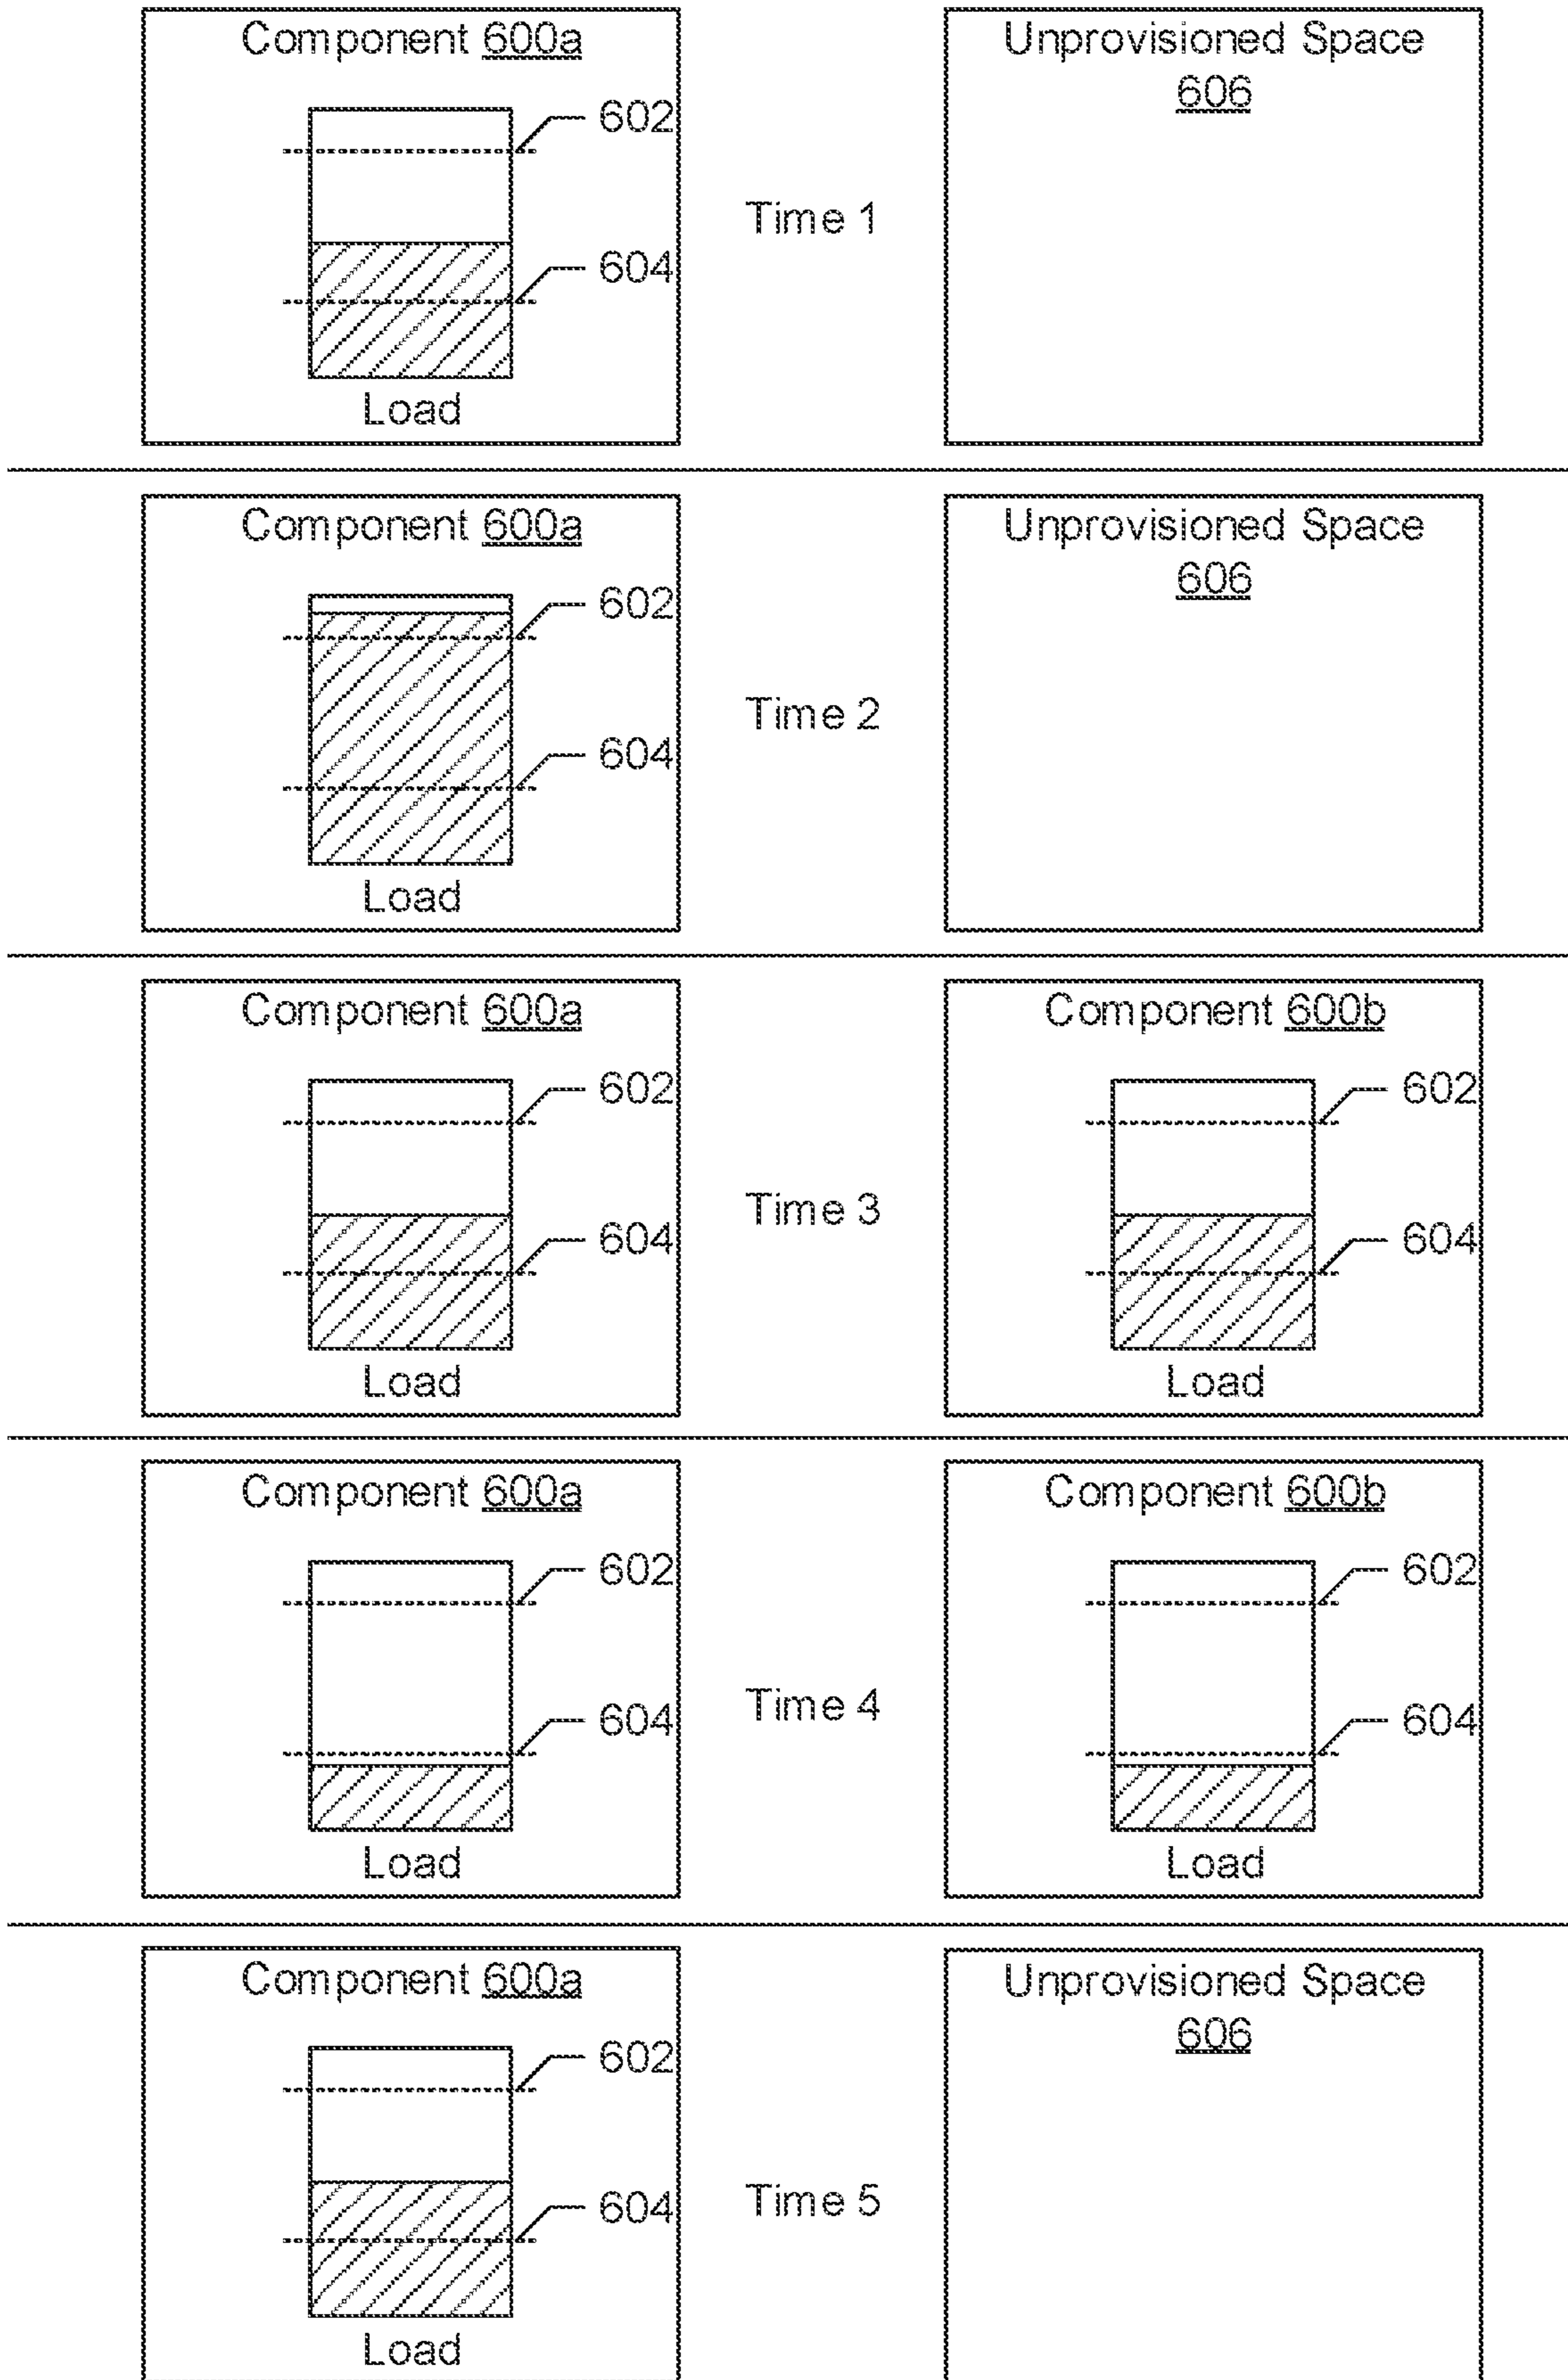 Component 600a
602
604
Load
Time 1
Unprovisioned Space
606
Component 600a
602
604
Load
Time 2
Unprovisioned Space
606
Component 600a
602
604
Load
Time 3
Component 600b
602
604
Load
Component 600a
602
604
Load
Time 4
Component 600b
602
604
Load
Component 600a
602
604
Load
Time 5
Unprovisioned Space
606